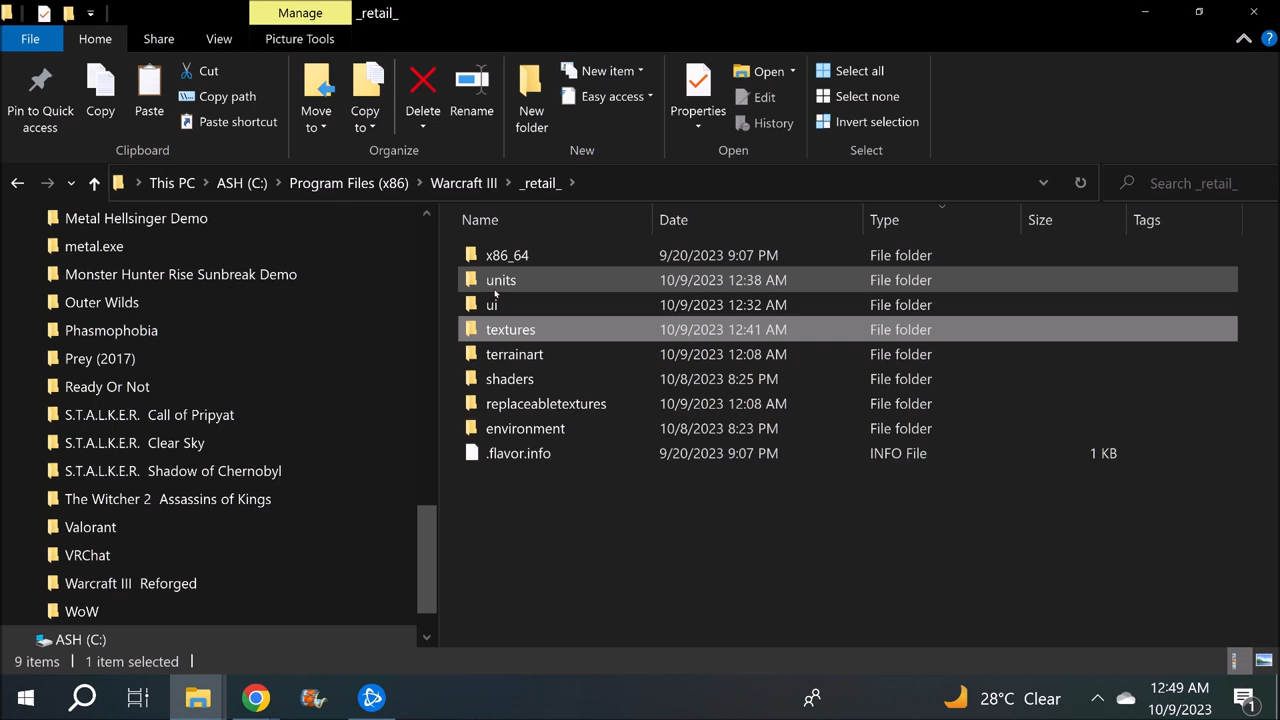 Manage
_retail_
File
Home
Share
View
Picture Tools
Pin to Quick access
Copy
Paste
Cut
Copy path
Paste shortcut
Clipboard
Move to
Copy to
Delete
Rename
Organize
New folder
New item
Easy access
New
Properties
Open
Edit
History
Open
Select all
Select none
Invert selection
Select
This PC > ASH (C:) > Program Files (x86) > Warcraft III > _retail_ >
Search _retail_
Metal Hellsinger Demo
metal.exe
Monster Hunter Rise Sunbreak Demo
Outer Wilds
Phasmophobia
Prey (2017)
Ready Or Not
S.T.A.L.K.E.R. Call of Pripyat
S.T.A.L.K.E.R. Clear Sky
S.T.A.L.K.E.R. Shadow of Chernobyl
The Witcher 2 Assassins of Kings
Valorant
VRChat
Warcraft III Reforged
WoW
ASH (C:)
Name Date Type Size Tags
x86_64 9/20/2023 9:07 PM File folder
units 10/9/2023 12:38 AM File folder
ui 10/9/2023 12:32 AM File folder
textures 10/9/2023 12:41 AM File folder
terrainart 10/9/2023 12:08 AM File folder
shaders 10/8/2023 8:25 PM File folder
replaceabletextures 10/9/2023 12:08 AM File folder
environment 10/8/2023 8:23 PM File folder
.flavor.info 9/20/2023 9:07 PM INFO File 1 KB
9 items 1 item selected
28°C Clear
12:49 AM
10/9/2023
1